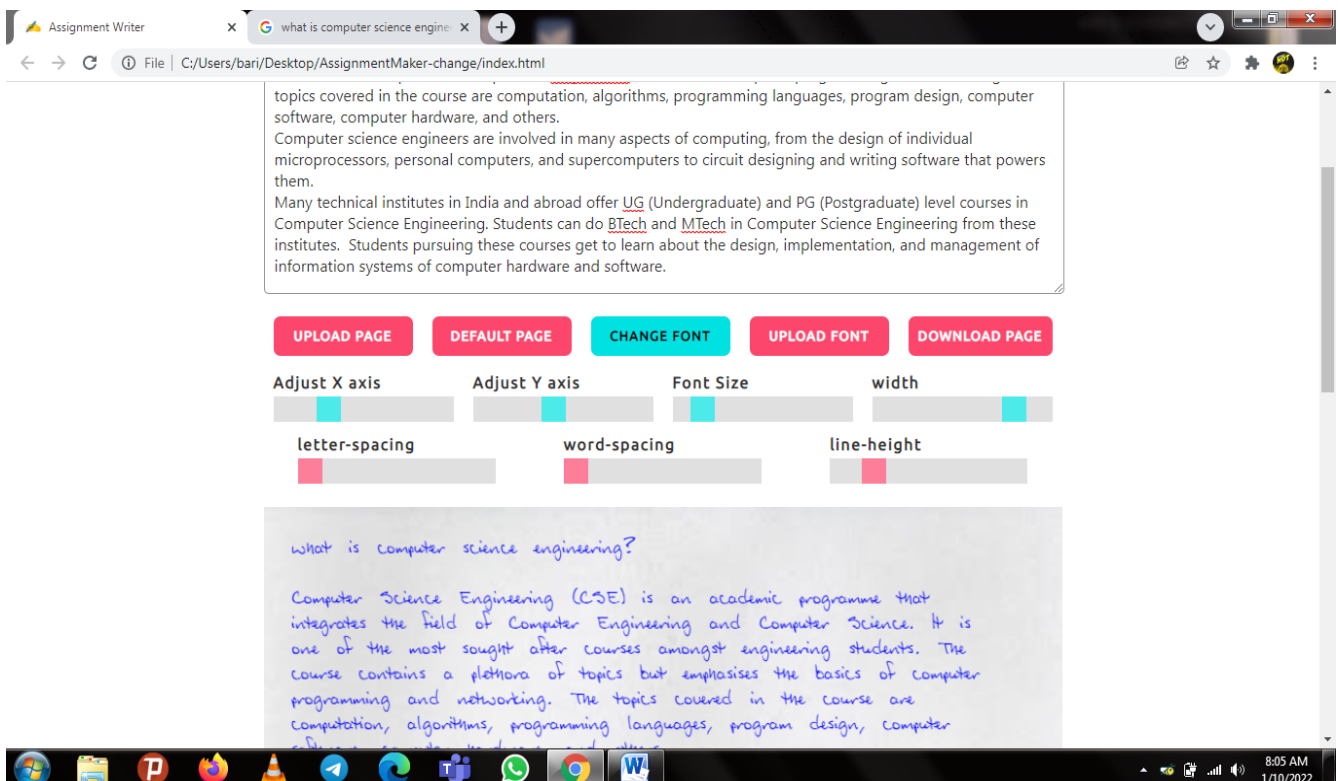 Assignment Writer
what is computer science engine
File
C:/Users/bari/Desktop/AssignmentMaker-change/index.html
topics covered in the course are computation, algorithms, programming languages, program design, computer
software, computer hardware, and others.
Computer science engineers are involved in many aspects of computing, from the design of individual
microprocessors, personal computers, and supercomputers to circuit designing and writing software that powers
them.
Many technical institutes in India and abroad offer UG (Undergraduate) and PG (Postgraduate) level courses in
Computer Science Engineering. Students can do BTech and MTech in Computer Science Engineering from these
institutes.  Students pursuing these courses get to learn about the design, implementation, and management of
information systems of computer hardware and software.
UPLOAD PAGE
DEFAULT PAGE
CHANGE FONT
UPLOAD FONT
DOWNLOAD PAGE
Adjust X axis
Adjust Y axis
Font Size
width
letter-spacing
word-spacing
line-height
what is computer science engineering?
Computer Science Engineering (CSE) is an academic programme that
integrates the field of Computer Engineering and Computer Science. It is
one of the most sought after courses amongst engineering students. The
course contains a plethora of topics but emphasises the basics of computer
programming and networking. The topics covered in the course are
computation, algorithms, programming languages, program design, computer
8:05 AM
1/10/2022